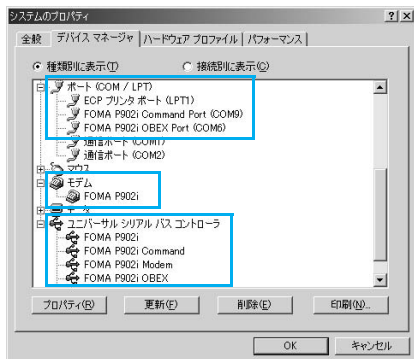 システムのプロパティ
全般 デバイス マネージャ ハードウェア プロファイル パフォーマンス
種類別に表示(T) 接続別に表示(C)
ポート (COM / LPT)
ECP プリンタ ポート (LPT1)
FOMA P902i Command Port (COM9)
FOMA P902i OBEX Port (COM6)
通信ポート (COM1)
通信ポート (COM2)
マウス
モデム
FOMA P902i
ユニバーサル シリアル バス コントローラ
FOMA P902i
FOMA P902i Command
FOMA P902i Modem
FOMA P902i OBEX
プロパティ(R) 更新(F) 削除(E) 印刷(N)...
OK キャンセル